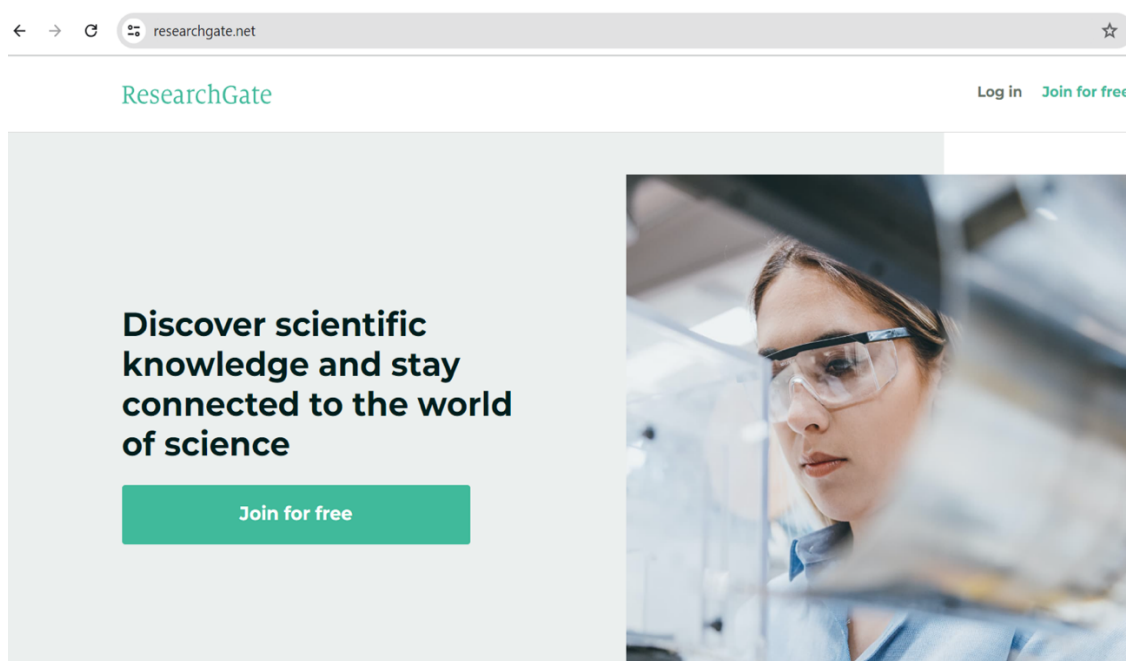 researchgate.net
ResearchGate
Log in
Join for free
Discover scientific
knowledge and stay
connected to the world
of science
Join for free